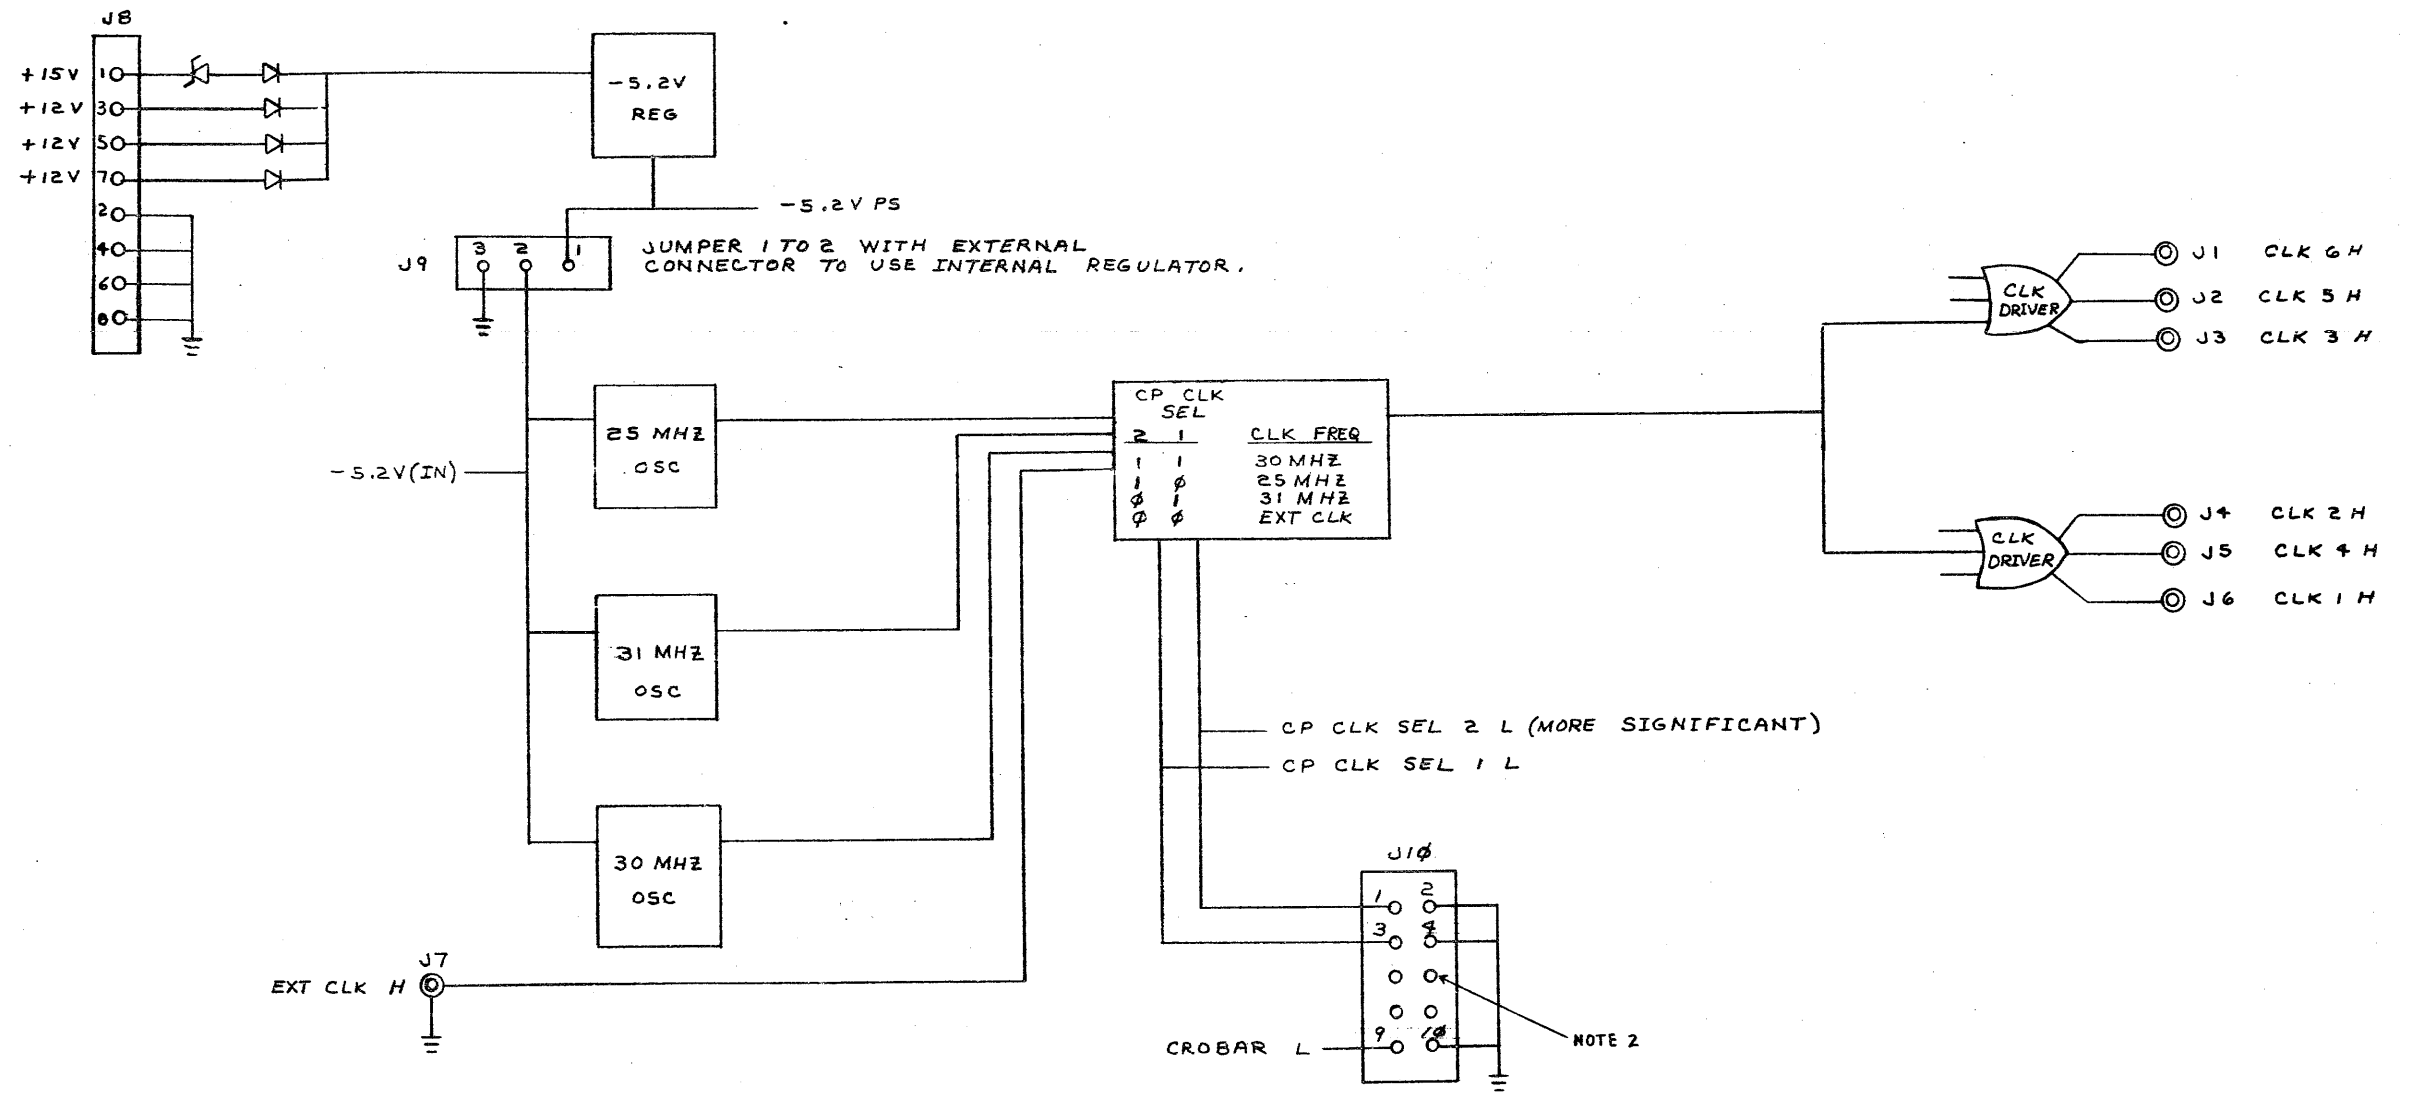 J8
+15V 1
+12V 3
+12V 5
+12V 7
2
4
6
8
-5.2V
REG
-5.2V PS
J9
3 2 1
JUMPER 1 TO 2 WITH EXTERNAL
CONNECTOR TO USE INTERNAL REGULATOR.
-5.2V(IN)
25 MHZ
OSC
31 MHZ
OSC
30 MHZ
OSC
J7
EXT CLK H
CP CLK
SEL
2 1 CLK FREQ
1 1 30 MHZ
1 Ø 25 MHZ
Ø 1 31 MHZ
Ø Ø EXT CLK
CP CLK SEL 2 L (MORE SIGNIFICANT)
CP CLK SEL 1 L
J1Ø
1 2
3 4
9 1Ø
CROBAR L
NOTE 2
CLK
DRIVER
J1 CLK 6 H
J2 CLK 5 H
J3 CLK 3 H
CLK
DRIVER
J4 CLK 2 H
J5 CLK 4 H
J6 CLK 1 H